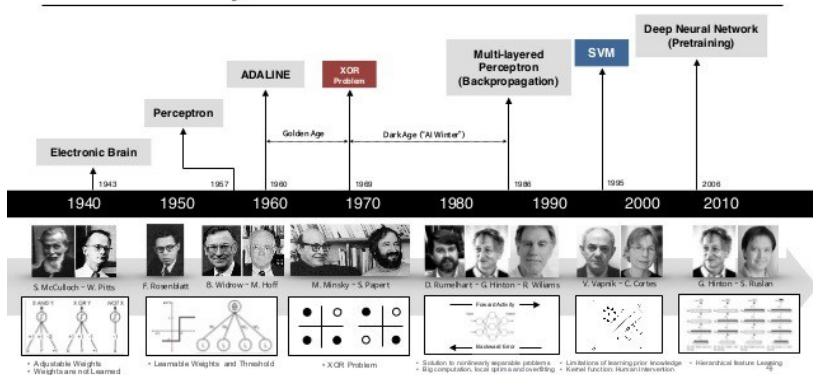 Deep Neural Network
(Pretraining)
Multi-layered
Perceptron
(Backpropagation)
SVM
ADALINE
XOR
Problem
Perceptron
Golden Age
Dark Age ("AI Winter")
Electronic Brain
1943
1957
1960
1969
1986
1995
2006
1940
1950
1960
1970
1980
1990
2000
2010
S. McCulloch – W. Pitts
F. Rosenblatt
B. Widrow – M. Hoff
M. Minsky – S. Papert
D. Rumelhart – G. Hinton – R. Wiliams
V. Vapnik – C. Cortes
G. Hinton – S. Ruslan
X AND Y
X OR Y
NOT X
Foward Activity
Backward Error
• Adjustable Weights
• Weights are not Learned
• Learnable Weights and Threshold
• XOR Problem
• Solution to nonlinearly separable problems
• Big computation, local optima and overfitting
• Limitations of learning prior knowledge
• Kernel function: Human Intervention
• Hierarchical feature Learning
4